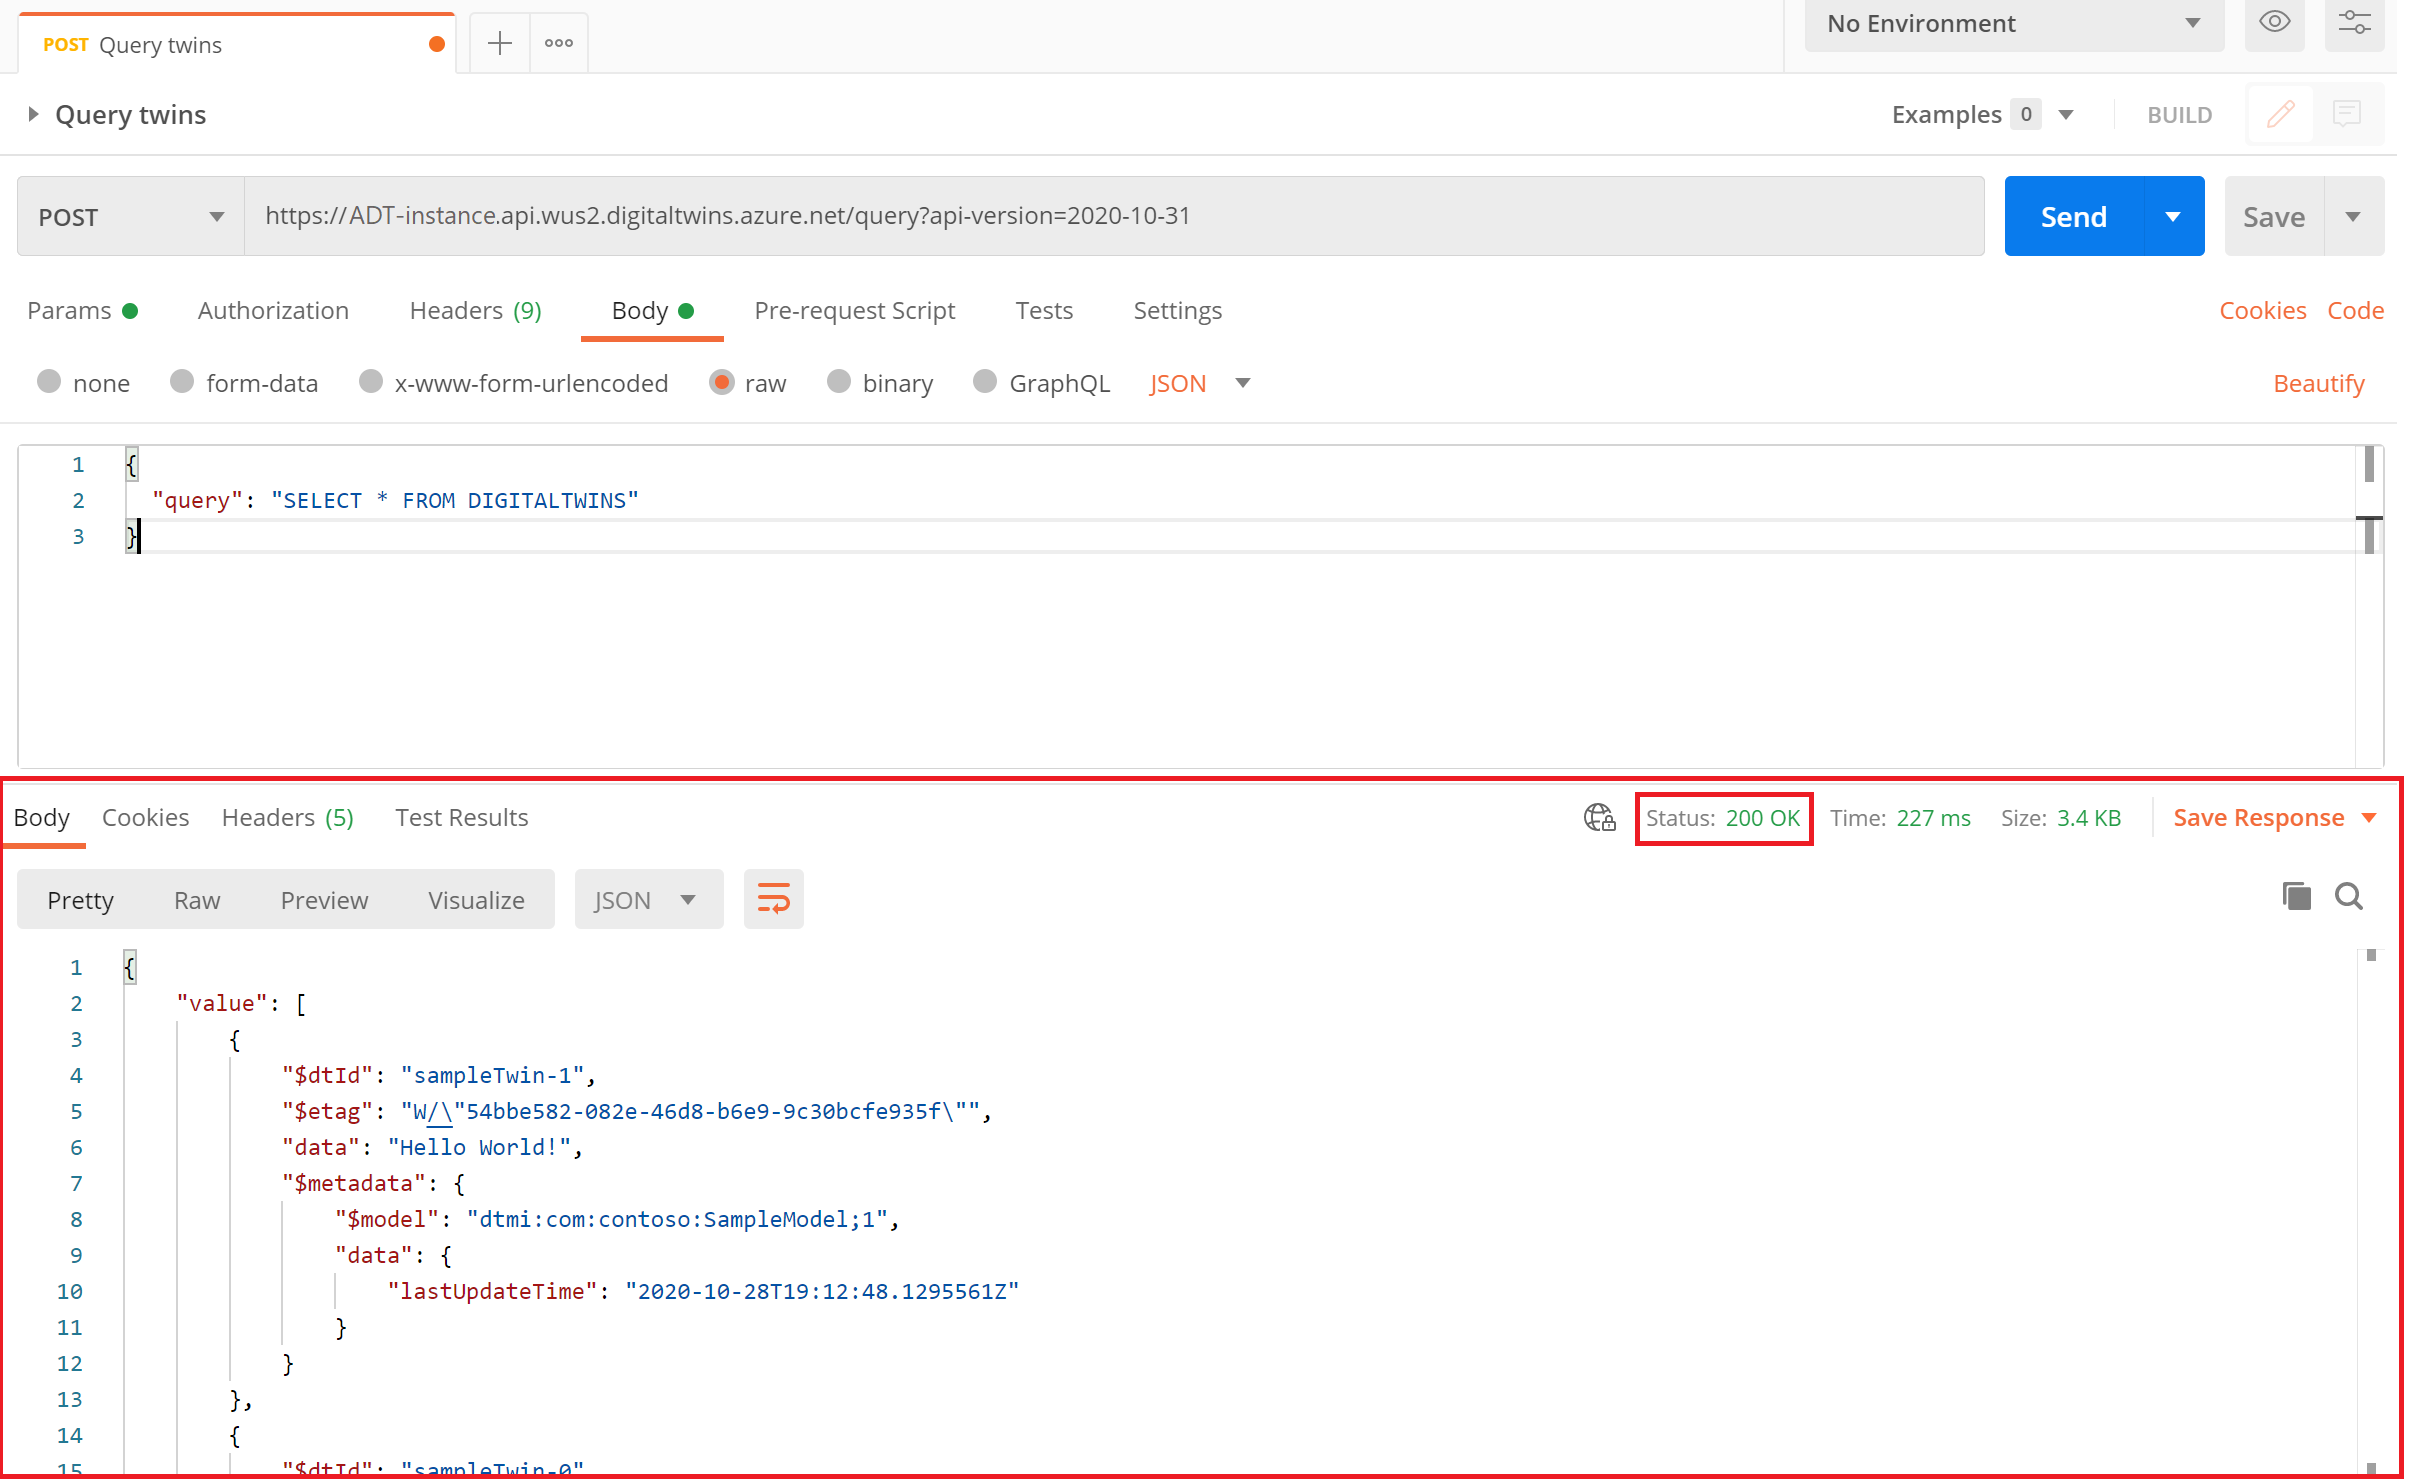 POST Query twins
No Environment
Query twins
Examples 0
BUILD
POST https://ADT-instance.api.wus2.digitaltwins.azure.net/query?api-version=2020-10-31
Send
Save
Params Authorization Headers (9) Body Pre-request Script Tests Settings Cookies Code
none form-data x-www-form-urlencoded raw binary GraphQL JSON Beautify
1 {
2 "query": "SELECT * FROM DIGITALTWINS"
3 }
Body Cookies Headers (5) Test Results Status: 200 OK Time: 227 ms Size: 3.4 KB Save Response
Pretty Raw Preview Visualize JSON
1 {
2 "value": [
3 {
4 "$dtId": "sampleTwin-1",
5 "$etag": "W/\"54bbe582-082e-46d8-b6e9-9c30bcfe935f\"",
6 "data": "Hello World!",
7 "$metadata": {
8 "$model": "dtmi:com:contoso:SampleModel;1",
9 "data": {
10 "lastUpdateTime": "2020-10-28T19:12:48.1295561Z"
11 }
12 }
13 },
14 {
15 "$dtId": "sampleTwin-0"